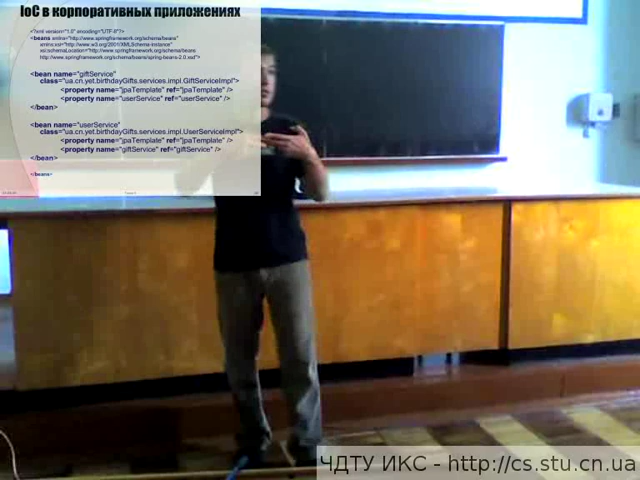 IoC в корпоративных приложениях
<?xml version="1.0" encoding="UTF-8"?>
<beans xmlns="http://www.springframework.org/schema/beans"
xmlns:xsi="http://www.w3.org/2001/XMLSchema-instance"
xsi:schemaLocation="http://www.springframework.org/schema/beans
http://www.springframework.org/schema/beans/spring-beans-2.0.xsd">
<bean name="giftService"
class="ua.cn.yet.birthdayGifts.services.impl.GiftServiceImpl">
<property name="jpaTemplate" ref="jpaTemplate" />
<property name="userService" ref="userService" />
</bean>
<bean name="userService"
class="ua.cn.yet.birthdayGifts.services.impl.UserServiceImpl">
<property name="jpaTemplate" ref="jpaTemplate" />
<property name="giftService" ref="giftService" />
</bean>
</beans>
ЧДТУ ИКС - http://cs.stu.cn.ua